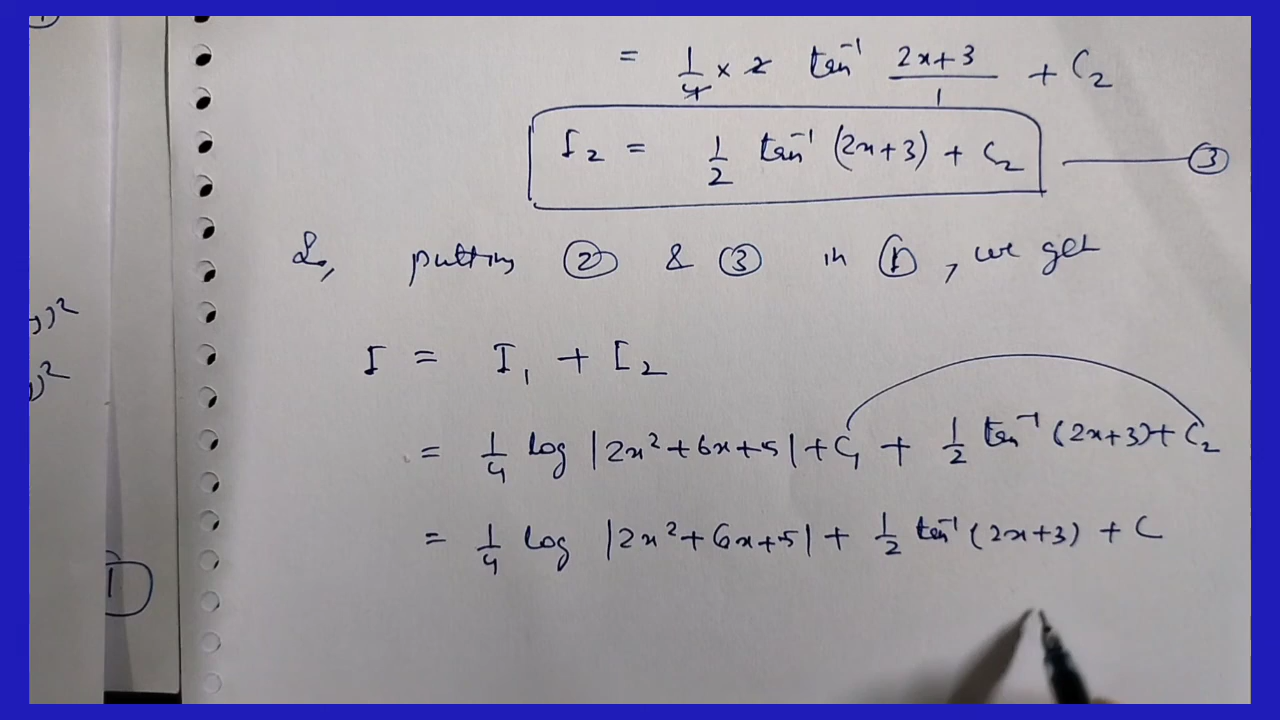 = 1/4 × 2 tan⁻¹ (2x+3)/1 + C₂
I₂ = 1/2 tan⁻¹ (2x+3) + C₂ ③
So, putting ② & ③ in ①, we get
I = I₁ + I₂
= 1/4 log |2x²+6x+5| + C₁ + 1/2 tan⁻¹ (2x+3) + C₂
= 1/4 log |2x²+6x+5| + 1/2 tan⁻¹ (2x+3) + C